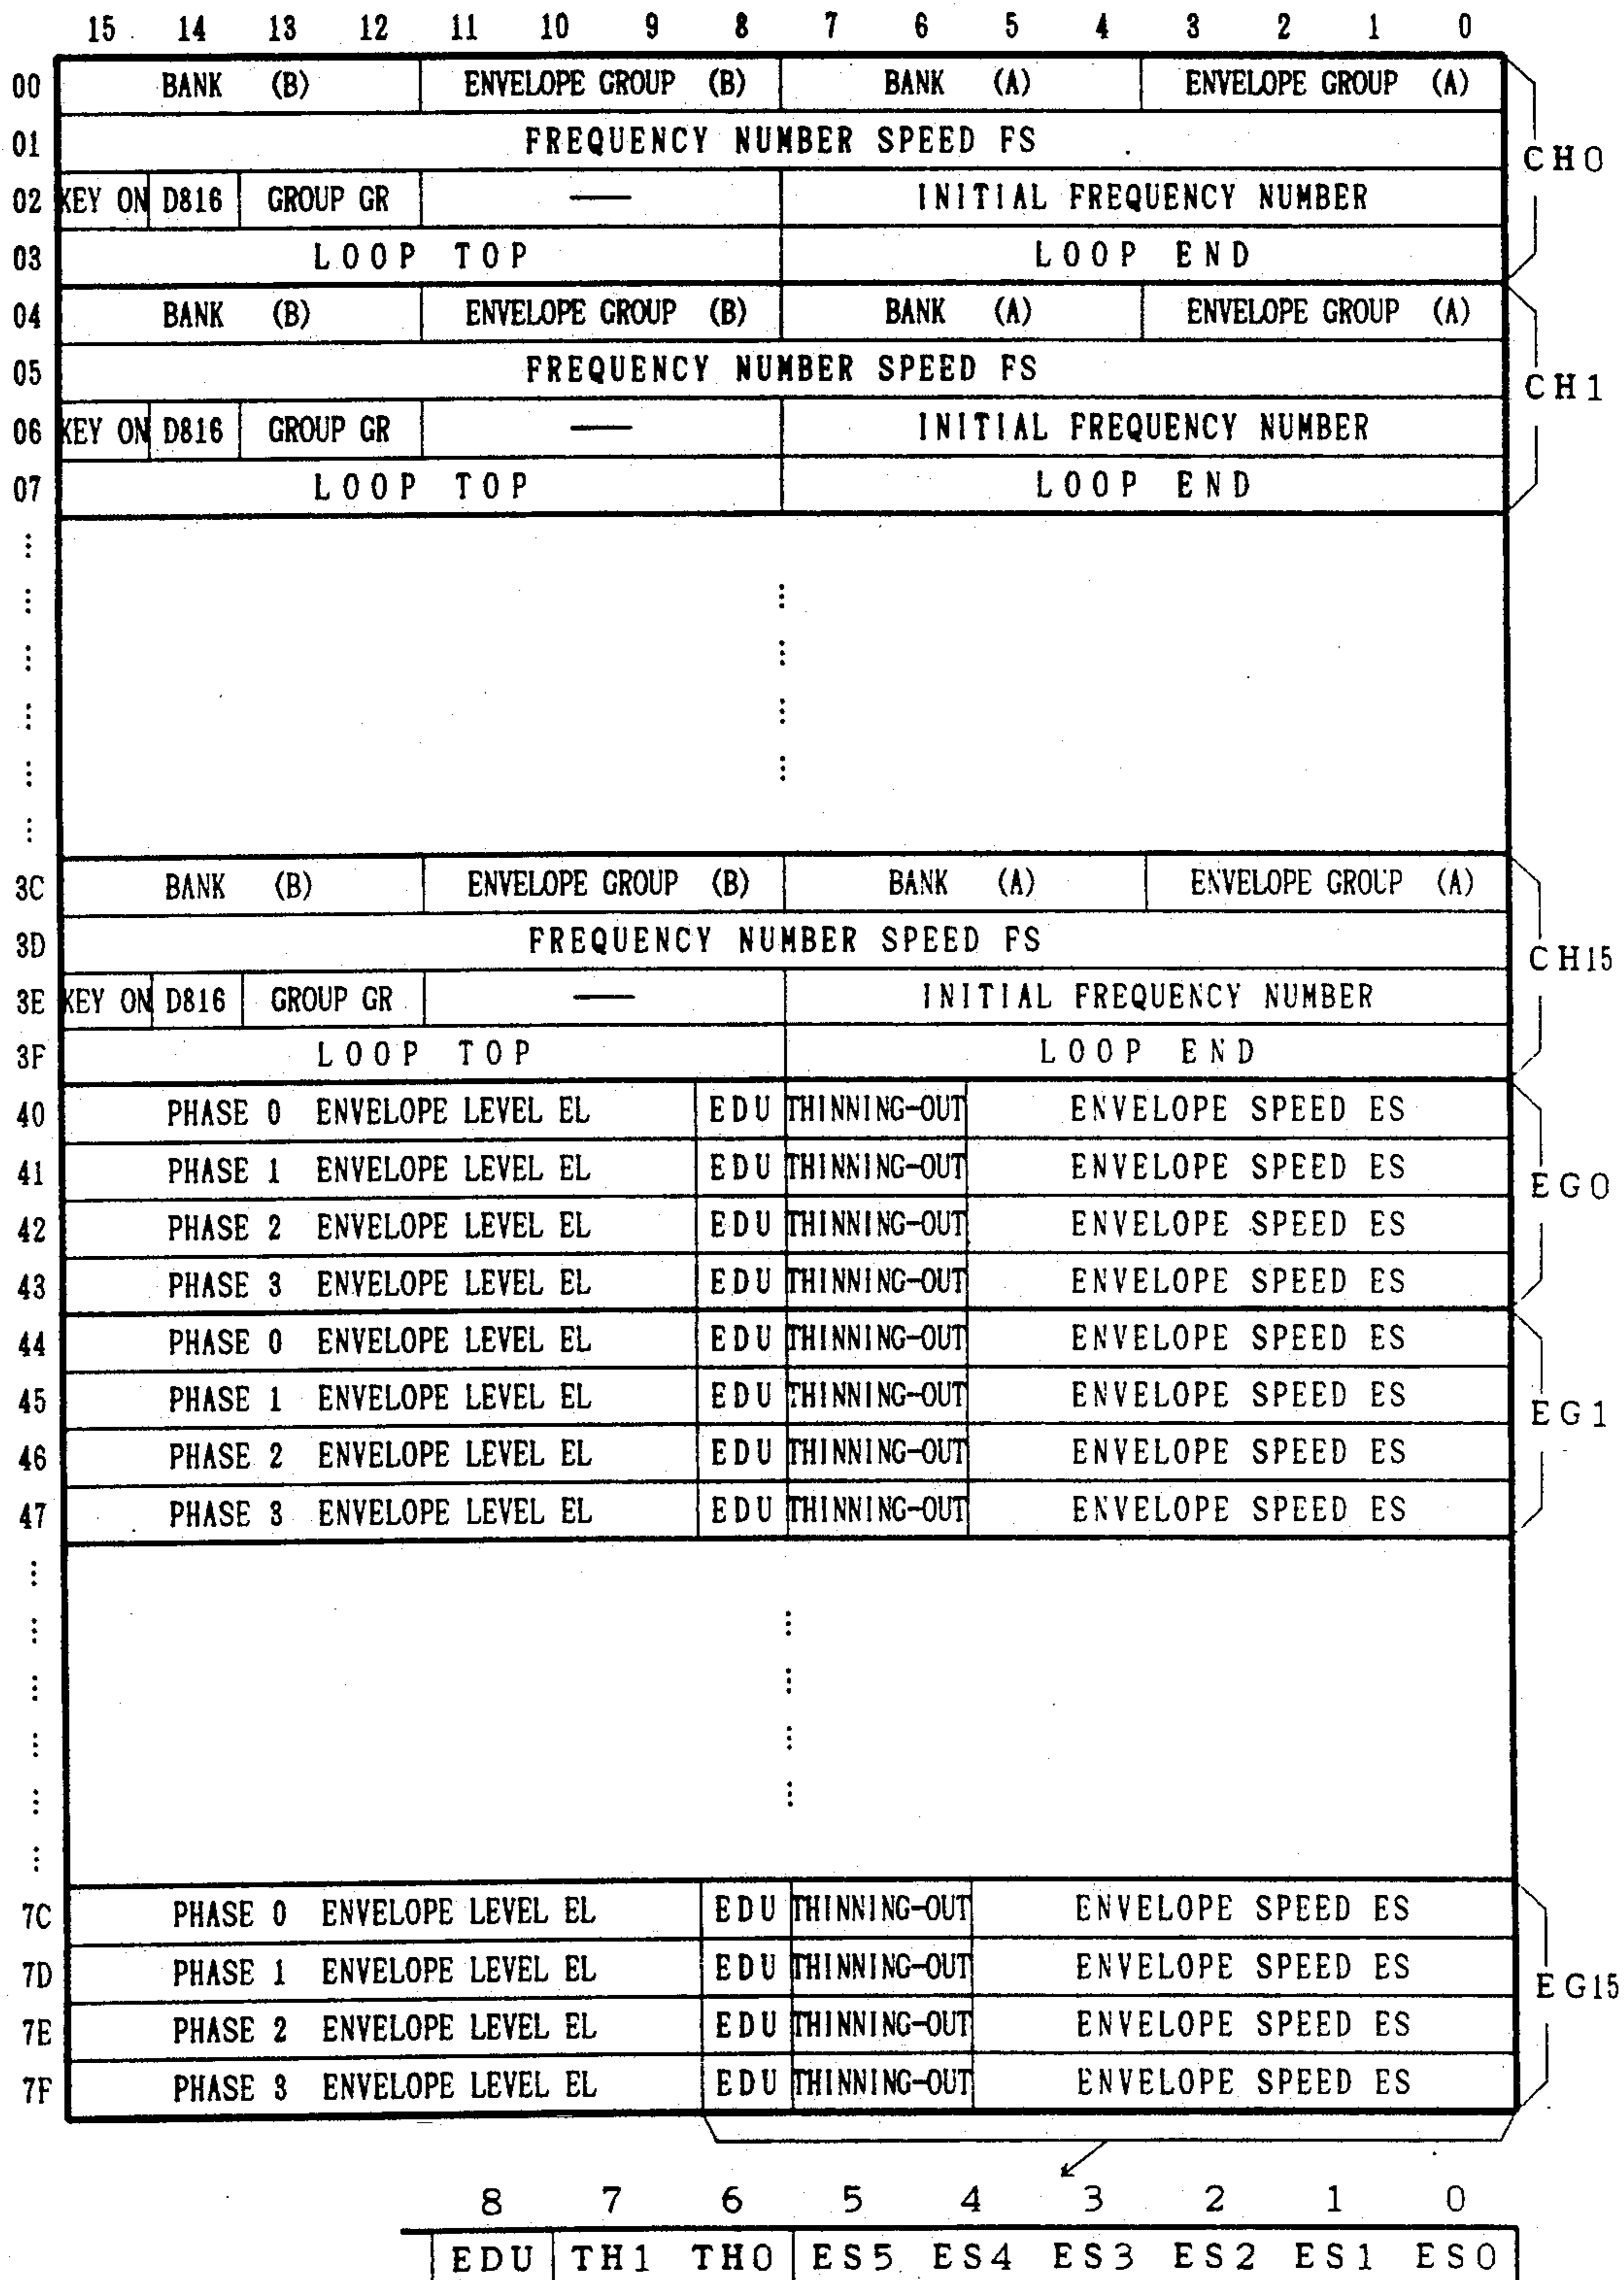 15 14 13 12 11 10 9 8 7 6 5 4 3 2 1 0
00 BANK (B) ENVELOPE GROUP (B) BANK (A) ENVELOPE GROUP (A)
01 FREQUENCY NUMBER SPEED FS
CH0
02 KEY ON D816 GROUP GR — INITIAL FREQUENCY NUMBER
03 LOOP TOP LOOP END
04 BANK (B) ENVELOPE GROUP (B) BANK (A) ENVELOPE GROUP (A)
05 FREQUENCY NUMBER SPEED FS
CH1
06 KEY ON D816 GROUP GR — INITIAL FREQUENCY NUMBER
07 LOOP TOP LOOP END
3C BANK (B) ENVELOPE GROUP (B) BANK (A) ENVELOPE GROUP (A)
3D FREQUENCY NUMBER SPEED FS
CH15
3E KEY ON D816 GROUP GR — INITIAL FREQUENCY NUMBER
3F LOOP TOP LOOP END
40 PHASE 0 ENVELOPE LEVEL EL EDU THINNING-OUT ENVELOPE SPEED ES
41 PHASE 1 ENVELOPE LEVEL EL EDU THINNING-OUT ENVELOPE SPEED ES
EG0
42 PHASE 2 ENVELOPE LEVEL EL EDU THINNING-OUT ENVELOPE SPEED ES
43 PHASE 3 ENVELOPE LEVEL EL EDU THINNING-OUT ENVELOPE SPEED ES
44 PHASE 0 ENVELOPE LEVEL EL EDU THINNING-OUT ENVELOPE SPEED ES
45 PHASE 1 ENVELOPE LEVEL EL EDU THINNING-OUT ENVELOPE SPEED ES
EG1
46 PHASE 2 ENVELOPE LEVEL EL EDU THINNING-OUT ENVELOPE SPEED ES
47 PHASE 3 ENVELOPE LEVEL EL EDU THINNING-OUT ENVELOPE SPEED ES
7C PHASE 0 ENVELOPE LEVEL EL EDU THINNING-OUT ENVELOPE SPEED ES
7D PHASE 1 ENVELOPE LEVEL EL EDU THINNING-OUT ENVELOPE SPEED ES
EG15
7E PHASE 2 ENVELOPE LEVEL EL EDU THINNING-OUT ENVELOPE SPEED ES
7F PHASE 3 ENVELOPE LEVEL EL EDU THINNING-OUT ENVELOPE SPEED ES
8 7 6 5 4 3 2 1 0
EDU TH1 TH0 ES5 ES4 ES3 ES2 ES1 ES0